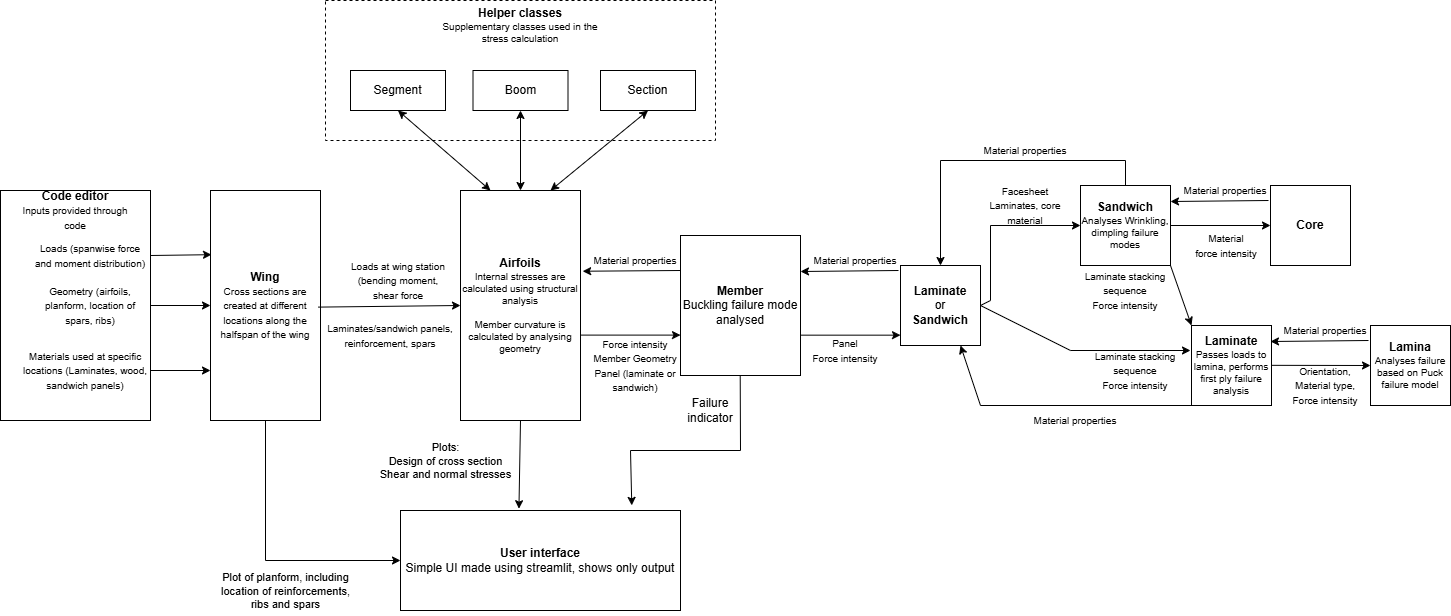 Helper classes
Supplementary classes used in the
stress calculation
Segment
Boom
Section
Code editor
Inputs provided through
code
Loads (spanwise force
and moment distribution)
Geometry (airfoils,
planform, location of
spars, ribs)
Materials used at specific
locations (Laminates, wood,
sandwich panels)
Wing
Cross sections are
created at different
locations along the
halfspan of the wing
Loads at wing station
(bending moment,
shear force
Laminates/sandwich panels,
reinforcement, spars
Airfoils
Internal stresses are
calculated using structural
analysis
Member curvature is
calculated by analysing
geometry
Material properties
Force intensity
Member Geometry
Panel (laminate or
sandwich)
Member
Buckling failure mode
analysed
Material properties
Panel
Force intensity
Laminate
or
Sandwich
Material properties
Facesheet
Laminates, core
material
Sandwich
Analyses Wrinkling,
dimpling failure
modes
Material properties
Material
force intensity
Core
Laminate stacking
sequence
Force intensity
Laminate stacking
sequence
Force intensity
Laminate
Passes loads to
lamina, performs
first ply failure
analysis
Material properties
Orientation,
Material type,
Force intensity
Lamina
Analyses failure
based on Puck
failure model
Material properties
Failure
indicator
Plots:
Design of cross section
Shear and normal stresses
User interface
Simple UI made using streamlit, shows only output
Plot of planform, including
location of reinforcements,
ribs and spars